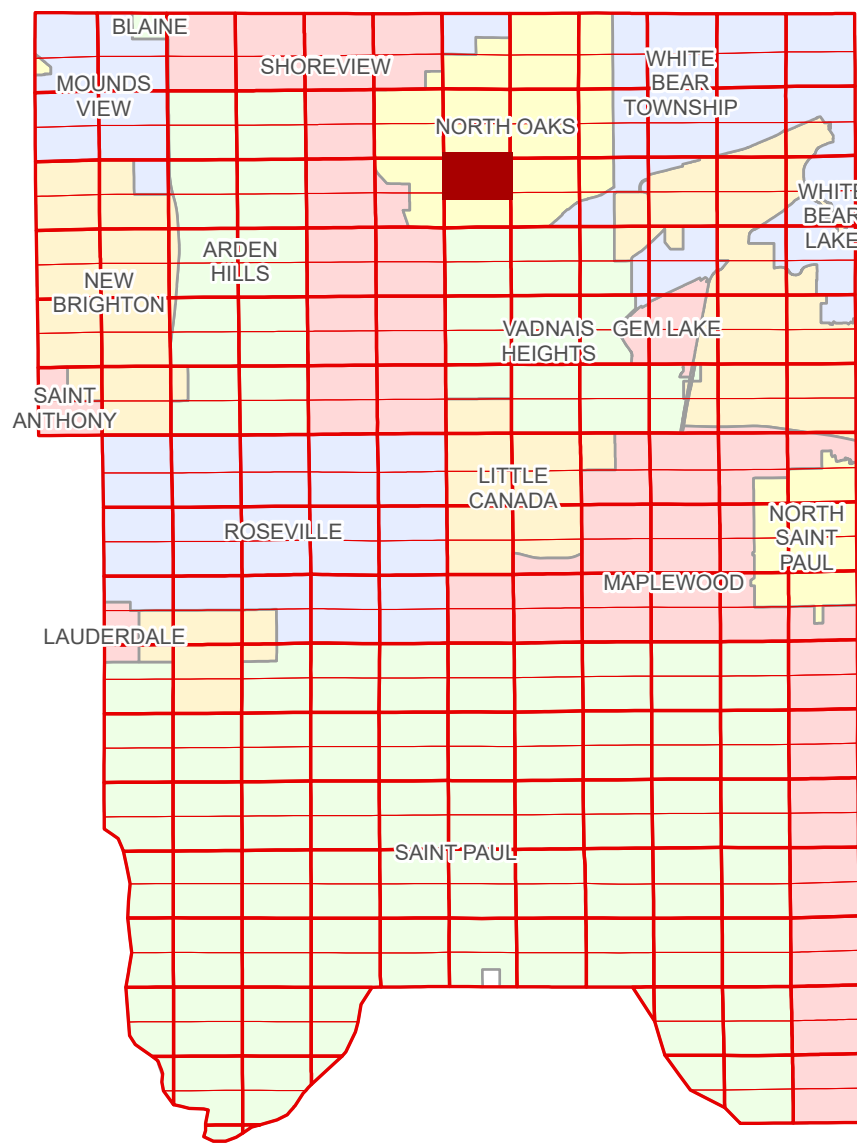 BLAINE
SHOREVIEW
WHITE
BEAR
TOWNSHIP
MOUNDS
VIEW
NORTH OAKS
WHITE
BEAR
LAKE
ARDEN
HILLS
NEW
BRIGHTON
VADNAIS
HEIGHTS
GEM LAKE
SAINT
ANTHONY
LITTLE
CANADA
NORTH
SAINT
PAUL
ROSEVILLE
MAPLEWOOD
LAUDERDALE
SAINT PAUL